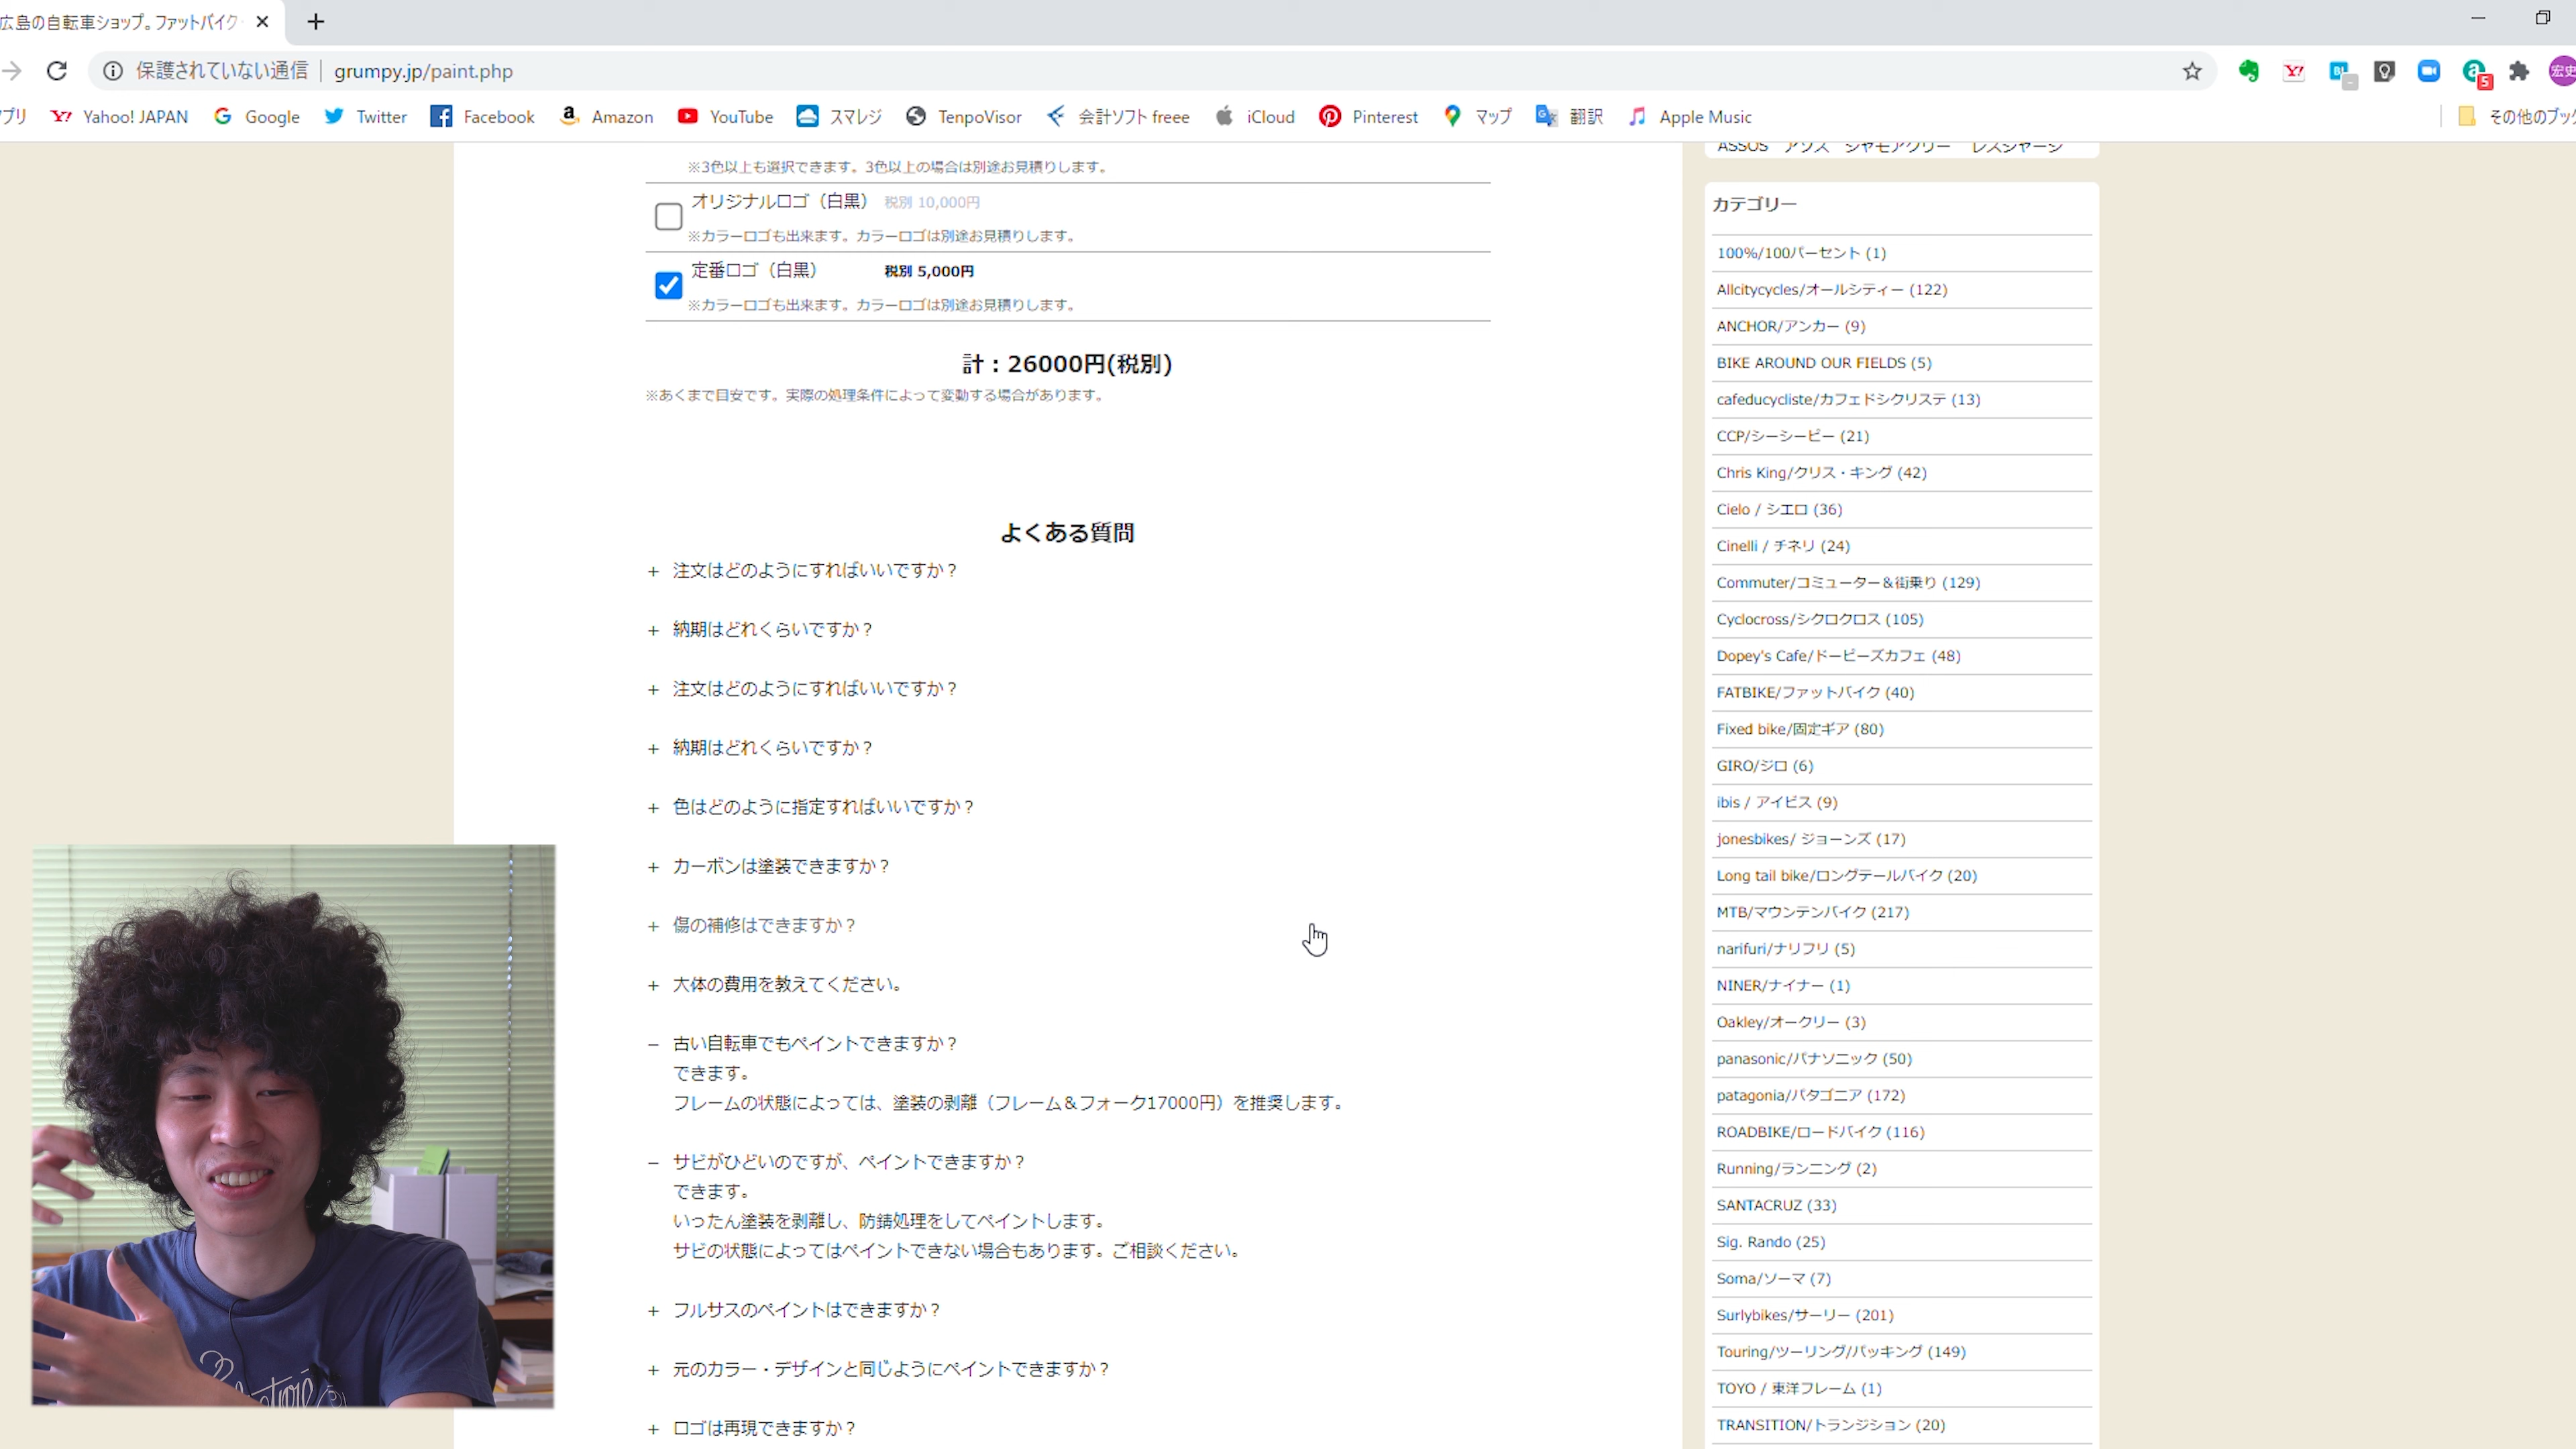 広島の自転車ショップ。ファットバイク
保護されていない通信 grumpy.jp/paint.php
プリ Yahoo! JAPAN Google Twitter Facebook Amazon YouTube スマレジ TenpoVisor 会計ソフト freee iCloud Pinterest マップ 翻訳 Apple Music その他のブック
5
宏史
※3色以上も選択できます。3色以上の場合は別途お見積りします。
オリジナルロゴ（白黒） 税別 10,000円
※カラーロゴも出来ます。カラーロゴは別途お見積りします。
定番ロゴ（白黒） 税別 5,000円
※カラーロゴも出来ます。カラーロゴは別途お見積りします。
計：26000円(税別)
※あくまで目安です。実際の処理条件によって変動する場合があります。
よくある質問
+ 注文はどのようにすればいいですか？
+ 納期はどれくらいですか？
+ 注文はどのようにすればいいですか？
+ 納期はどれくらいですか？
+ 色はどのように指定すればいいですか？
+ カーボンは塗装できますか？
+ 傷の補修はできますか？
+ 大体の費用を教えてください。
− 古い自転車でもペイントできますか？
できます。
フレームの状態によっては、塗装の剥離（フレーム＆フォーク17000円）を推奨します。
− サビがひどいのですが、ペイントできますか？
できます。
いったん塗装を剥離し、防錆処理をしてペイントします。
サビの状態によってはペイントできない場合もあります。ご相談ください。
+ フルサスのペイントはできますか？
+ 元のカラー・デザインと同じようにペイントできますか？
+ ロゴは再現できますか？
ASSOS アソス シャモアクリー レスジャージ
カテゴリー
100%/100パーセント (1)
Allcitycycles/オールシティー (122)
ANCHOR/アンカー (9)
BIKE AROUND OUR FIELDS (5)
cafeducycliste/カフェドシクリステ (13)
CCP/シーシーピー (21)
Chris King/クリス・キング (42)
Cielo / シエロ (36)
Cinelli / チネリ (24)
Commuter/コミューター＆街乗り (129)
Cyclocross/シクロクロス (105)
Dopey's Cafe/ドーピーズカフェ (48)
FATBIKE/ファットバイク (40)
Fixed bike/固定ギア (80)
GIRO/ジロ (6)
ibis / アイビス (9)
jonesbikes/ ジョーンズ (17)
Long tail bike/ロングテールバイク (20)
MTB/マウンテンバイク (217)
narifuri/ナリフリ (5)
NINER/ナイナー (1)
Oakley/オークリー (3)
panasonic/パナソニック (50)
patagonia/パタゴニア (172)
ROADBIKE/ロードバイク (116)
Running/ランニング (2)
SANTACRUZ (33)
Sig. Rando (25)
Soma/ソーマ (7)
Surlybikes/サーリー (201)
Touring/ツーリング/パッキング (149)
TOYO / 東洋フレーム (1)
TRANSITION/トランジション (20)